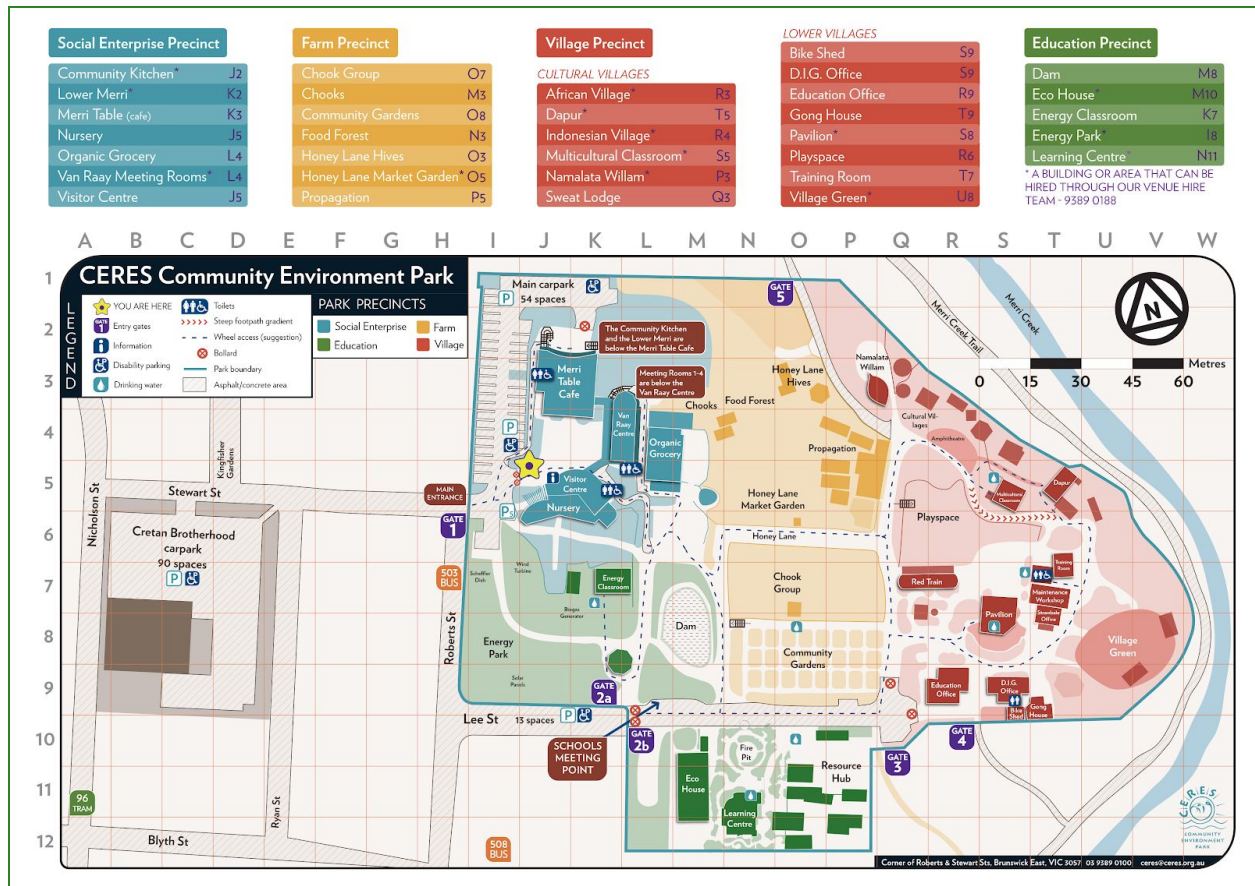 Social Enterprise Precinct
Community Kitchen* J2
Lower Merri* K2
Merri Table (cafe) K3
Nursery J5
Organic Grocery L4
Van Raay Meeting Rooms* L4
Visitor Centre J5
Farm Precinct
Chook Group O7
Chooks M3
Community Gardens O8
Food Forest N3
Honey Lane Hives O3
Honey Lane Market Garden* O5
Propagation P5
Village Precinct
CULTURAL VILLAGES
African Village* R3
Dapur* T5
Indonesian Village* R4
Multicultural Classroom* S5
Namalata Willam* P3
Sweat Lodge Q3
LOWER VILLAGES
Bike Shed S9
D.I.G. Office S9
Education Office R9
Gong House T9
Pavilion* S8
Playspace R6
Training Room T7
Village Green* U8
Education Precinct
Dam M8
Eco House* M10
Energy Classroom K7
Energy Park* I8
Learning Centre* N11
* A BUILDING OR AREA THAT CAN BE
HIRED THROUGH OUR VENUE HIRE
TEAM - 9389 0188
A B C D E F G H I J K L M N O P Q R S T U V W
1
2
3
4
5
6
7
8
9
10
11
12
CERES Community Environment Park
LEGEND
YOU ARE HERE
GATE 1 Entry gates
i Information
P Disability parking
Drinking water
Toilets
Steep footpath gradient
Wheel access (suggestion)
Bollard
Park boundary
Asphalt/concrete area
PARK PRECINCTS
Social Enterprise
Farm
Education
Village
Main carpark
P 54 spaces
P
GATE
5
The Community Kitchen
and the Lower Merri are
below the Merri Table Cafe
Meeting Rooms 1-4
are below the
Van Raay Centre
Merri
Table
Cafe
Van
Raay
Centre
Organic
Grocery
Chooks
Food Forest
Honey Lane
Hives
Namalata
Willam
Cultural Vil-
lages
Amphitheatre
Merri Creek Trail
Merri Creek
N
Metres
0 15 30 45 60
Propagation
P
P
i
Visitor
Centre
Nursery
P5
MAIN
ENTRANCE
GATE
1
Honey Lane
Market Garden
Honey Lane
Playspace
Multicultural
Classroom
Dapur
Nicholson St
Kingfisher
Gardens
Stewart St
Cretan Brotherhood
carpark
90 spaces
P
503
BUS
Roberts St
Scheffler
Dish
Wind
Turbine
Energy
Classroom
Biogas
Generator
Energy
Park
Solar
Panels
Dam
Chook
Group
Community
Gardens
Red Train
Training
Room
Maintenance
Workshop
Pavilion
Office
Village
Green
Education
Office
D.I.G.
Office
Bike
Shed
Gong
House
GATE
2a
Lee St 13 spaces P
GATE
2b
SCHOOLS
MEETING
POINT
GATE
4
GATE
3
Eco
House
Fire
Pit
Learning
Centre
Resource
Hub
96
TRAM
Ryan St
Blyth St
508
BUS
CERES
COMMUNITY
ENVIRONMENT
PARK
Corner of Roberts & Stewart Sts, Brunswick East, VIC 3057 03 9389 0100 ceres@ceres.org.au